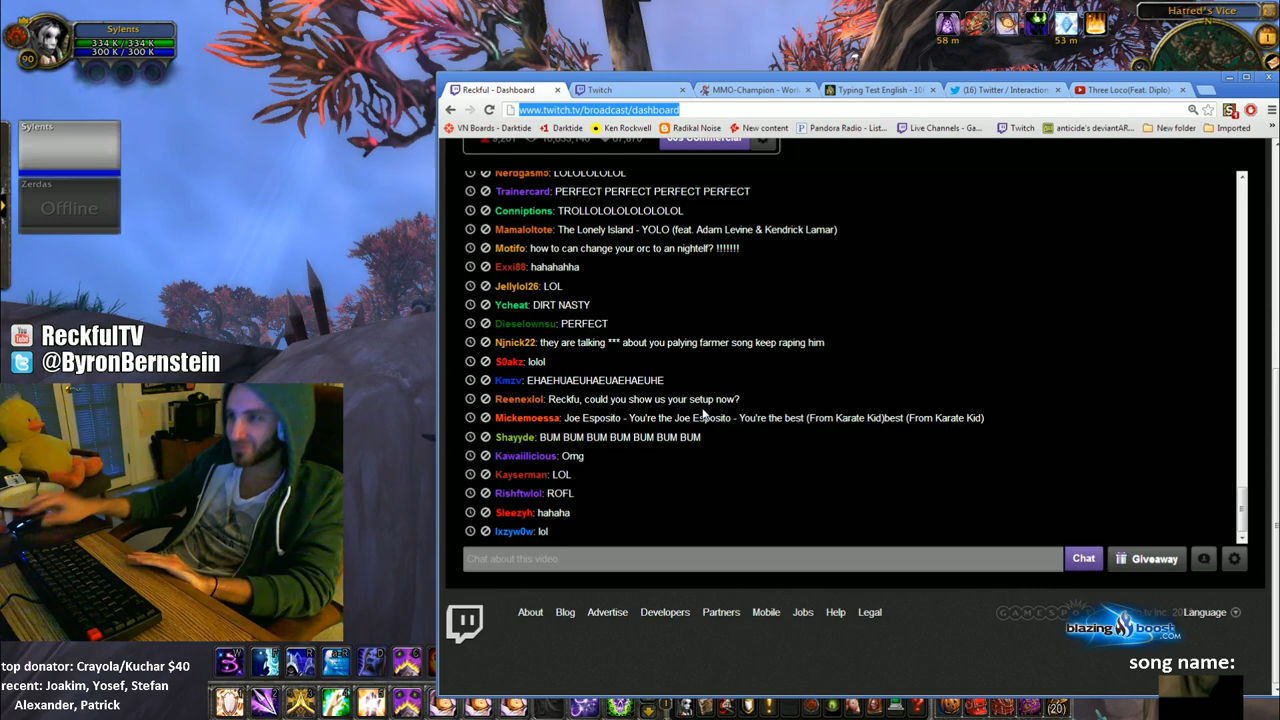 Sylents
334 K / 334 K
300 K / 300 K
90
58 m
53 m
Hatred's Vice
N
1
Sylents
Zerdas
Offline
Reckful - Dashboard
Twitch
MMO-Champion - Worl
Typing Test English - 10
(16) Twitter / Interaction
Three Loco(Feat. Diplo)
www.twitch.tv/broadcast/dashboard
VN Boards - Darktide
+1 Darktide
Ken Rockwell
Radikal Noise
New content
Pandora Radio - List...
Live Channels - Ga...
Twitch
anticide's deviantAR...
New folder
Imported
Nerdgasmo: LOLOLOLOLOL
Trainercard: PERFECT PERFECT PERFECT PERFECT
Conniptions: TROLLOLOLOLOLOLOLOL
Mamaloltote: The Lonely Island - YOLO (feat. Adam Levine & Kendrick Lamar)
Motifo: how to can change your orc to an nightelf? !!!!!!!
Exxi88: hahahahha
Jellylol26: LOL
Ycheat: DIRT NASTY
Dieselownsu: PERFECT
Njnick22: they are talking *** about you palying farmer song keep raping him
S0akz: lolol
Kmzv: EHAEHUAEUHAEUAEHAEUHE
Reenexlol: Reckfu, could you show us your setup now?
Mickemoessa: Joe Esposito - You're the Joe Esposito - You're the best (From Karate Kid)best (From Karate Kid)
Shayyde: BUM BUM BUM BUM BUM BUM BUM
Kawaiilicious: Omg
Kayserman: LOL
Rishftwlol: ROFL
Sleezyh: hahaha
Ixzyw0w: lol
Chat about this video
Chat
Giveaway
About
Blog
Advertise
Developers
Partners
Mobile
Jobs
Help
Legal
Language
blazing boost
.COM
song name:
You Tube
ReckfulTV
@ByronBernstein
top donator: Crayola/Kuchar $40
recent: Joakim, Yosef, Stefan
Alexander, Patrick
(20)